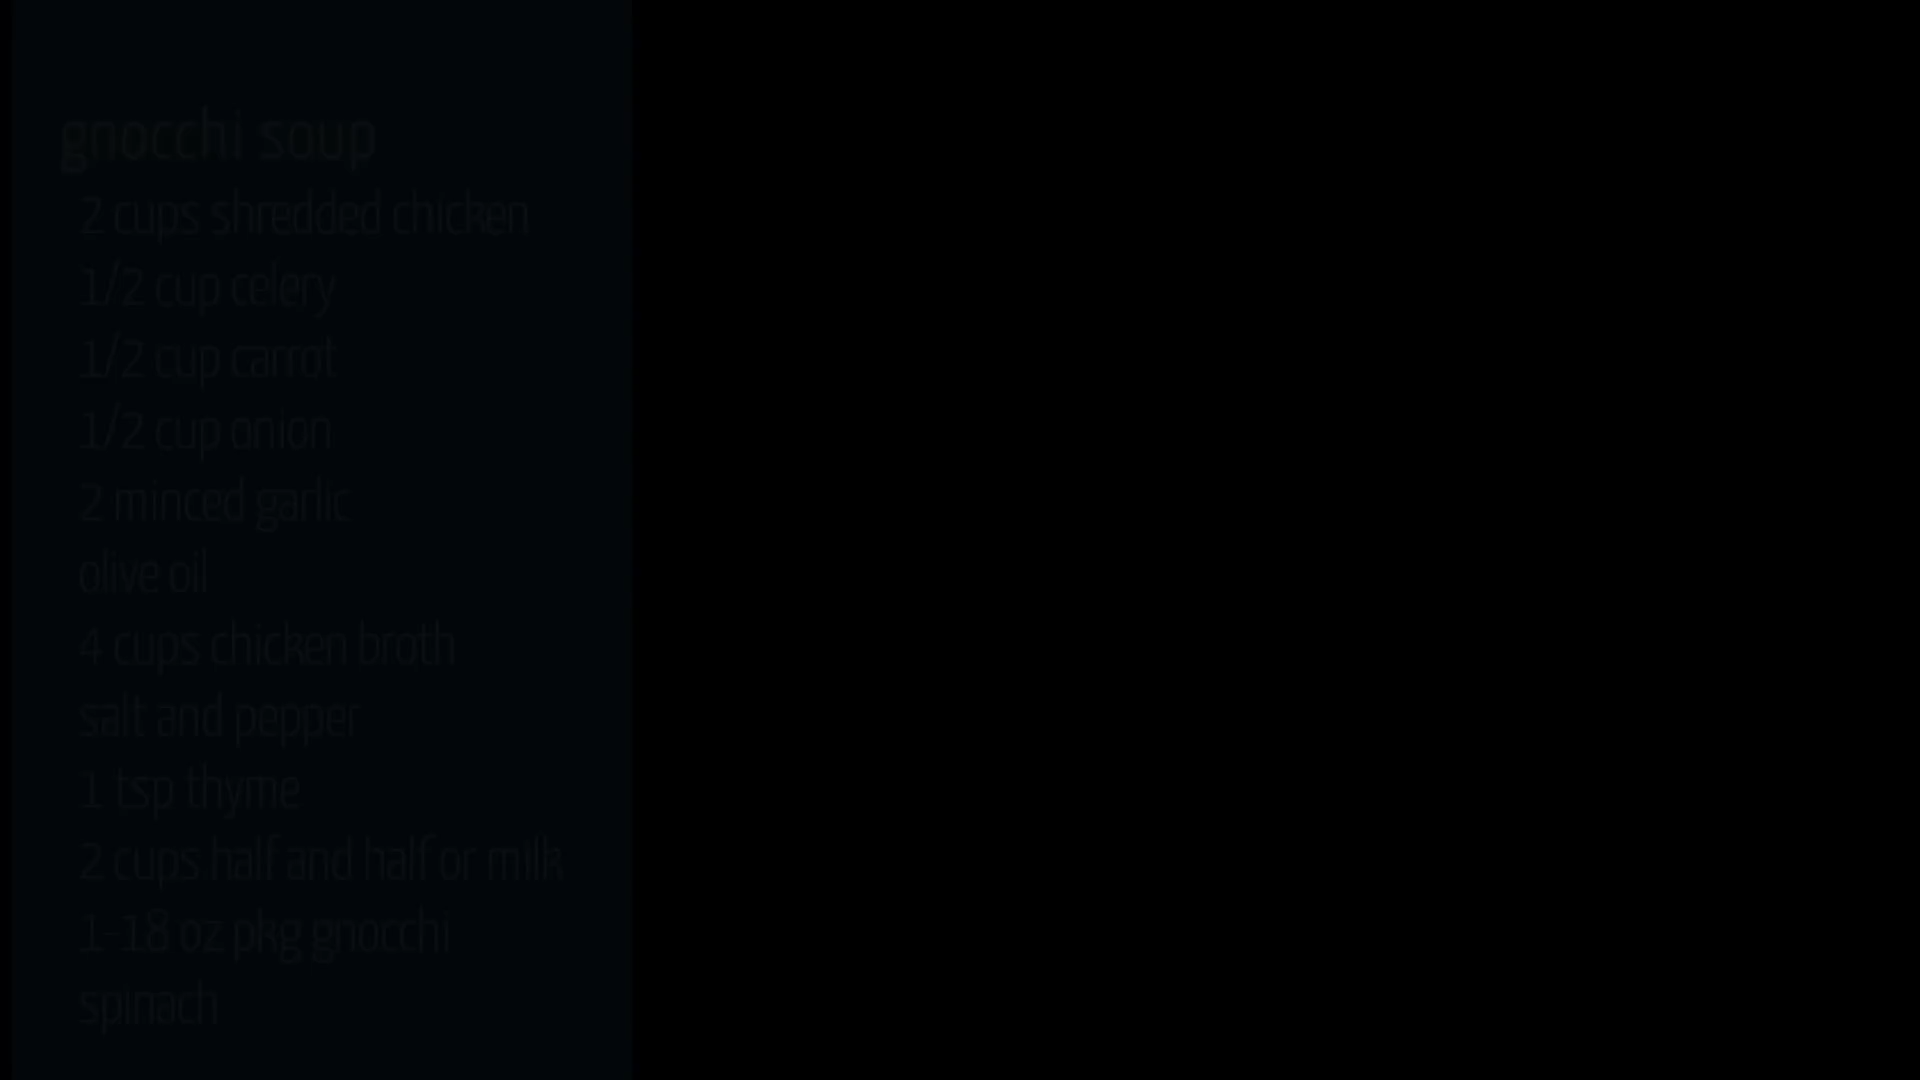 gnocchi soup
2 cups shredded chicken
1/2 cup celery
1/2 cup carrot
1/2 cup onion
2 minced garlic
olive oil
4 cups chicken broth
salt and pepper
1 tsp thyme
2 cups half and half or milk
1-18 oz pkg gnocchi
spinach